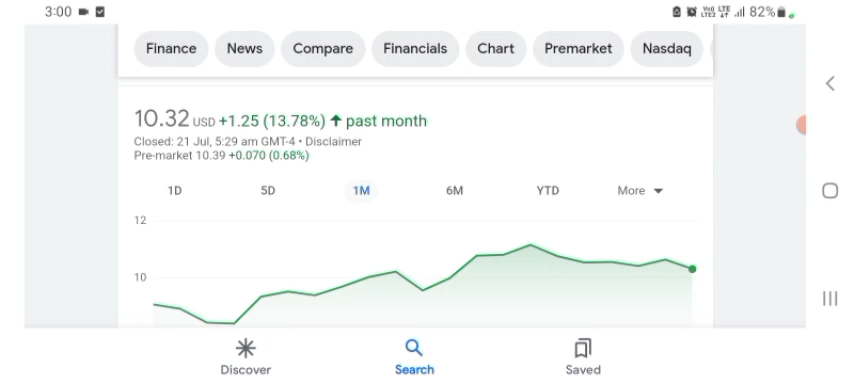 3:00
82%
Finance News Compare Financials Chart Premarket Nasdaq
10.32 USD +1.25 (13.78%) past month
Closed: 21 Jul, 5:29 am GMT-4 • Disclaimer
Pre-market 10.39 +0.070 (0.68%)
1D 5D 1M 6M YTD More
12
10
Discover Search Saved